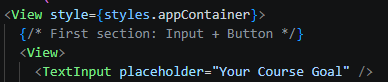 <View style={styles.appContainer}>
{/* First section: Input + Button */}
<View>
<TextInput placeholder="Your Course Goal" />